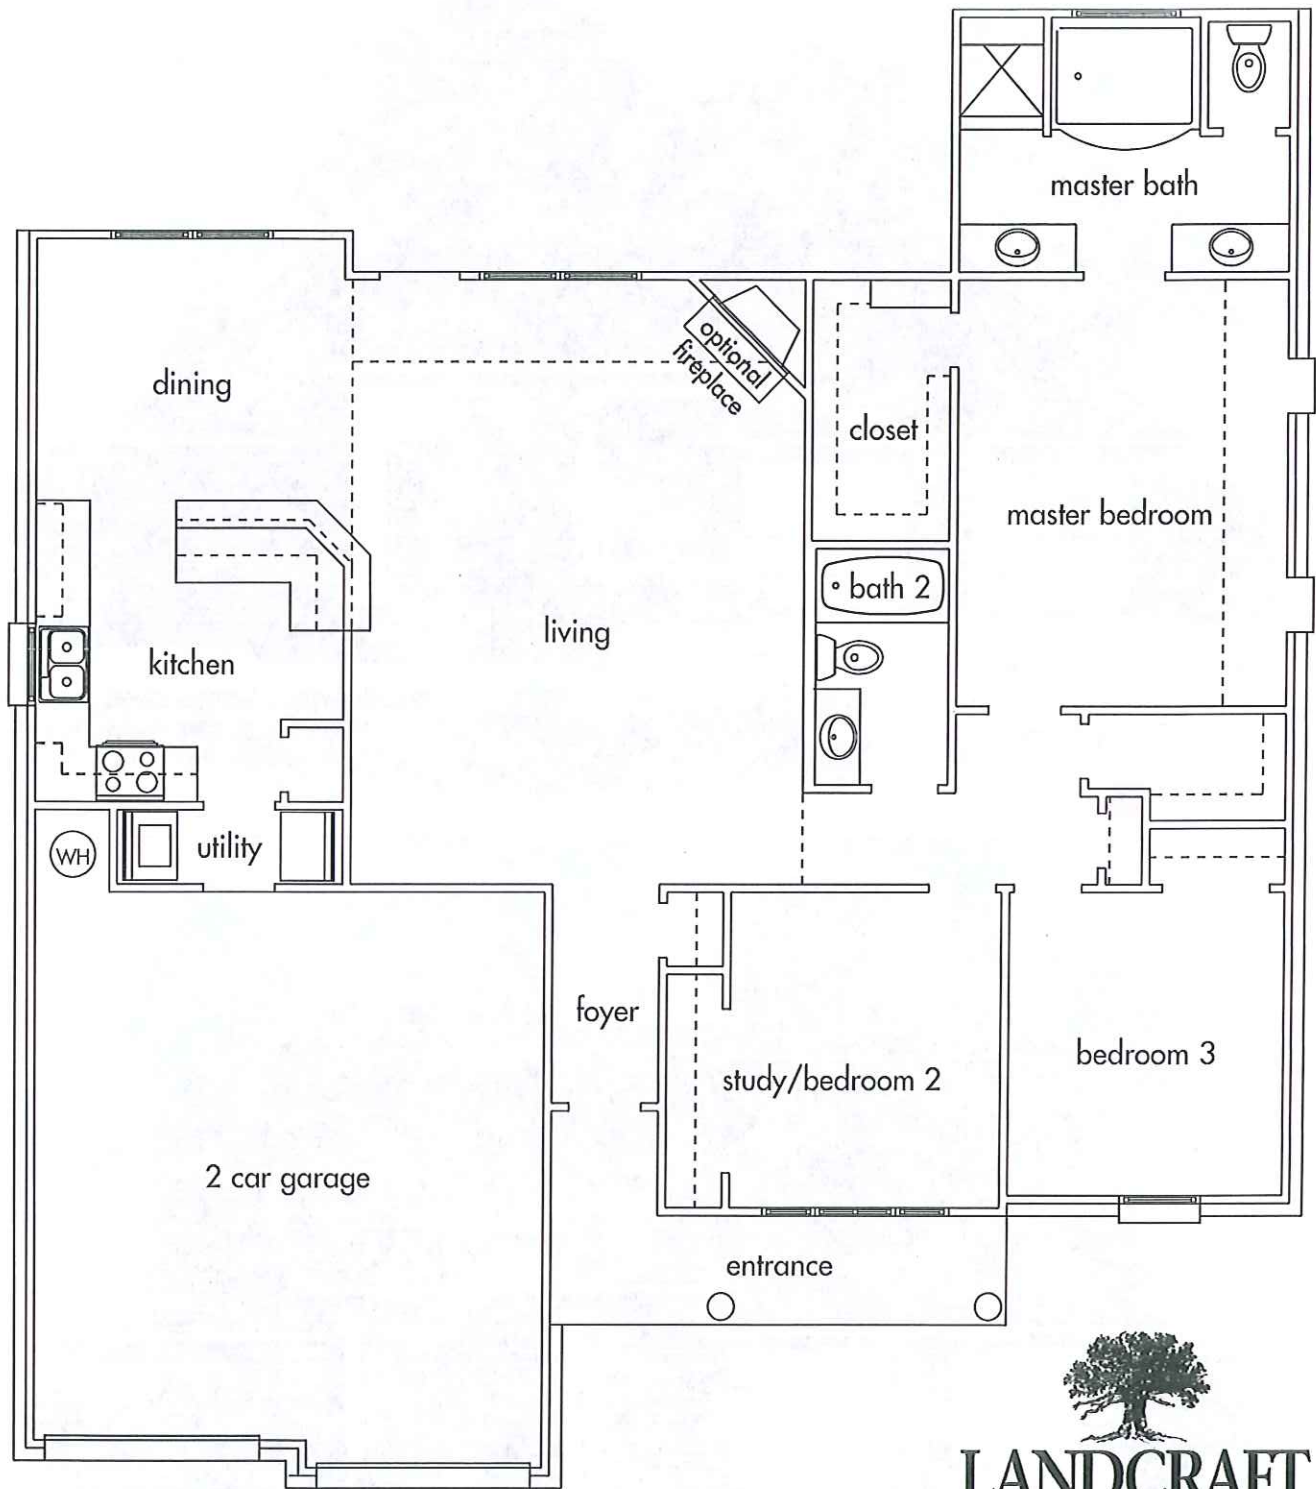 master bath
dining
optional
fireplace
closet
master bedroom
bath 2
living
kitchen
WH
utility
foyer
study/bedroom 2
bedroom 3
2 car garage
entrance
LANDCRAFT